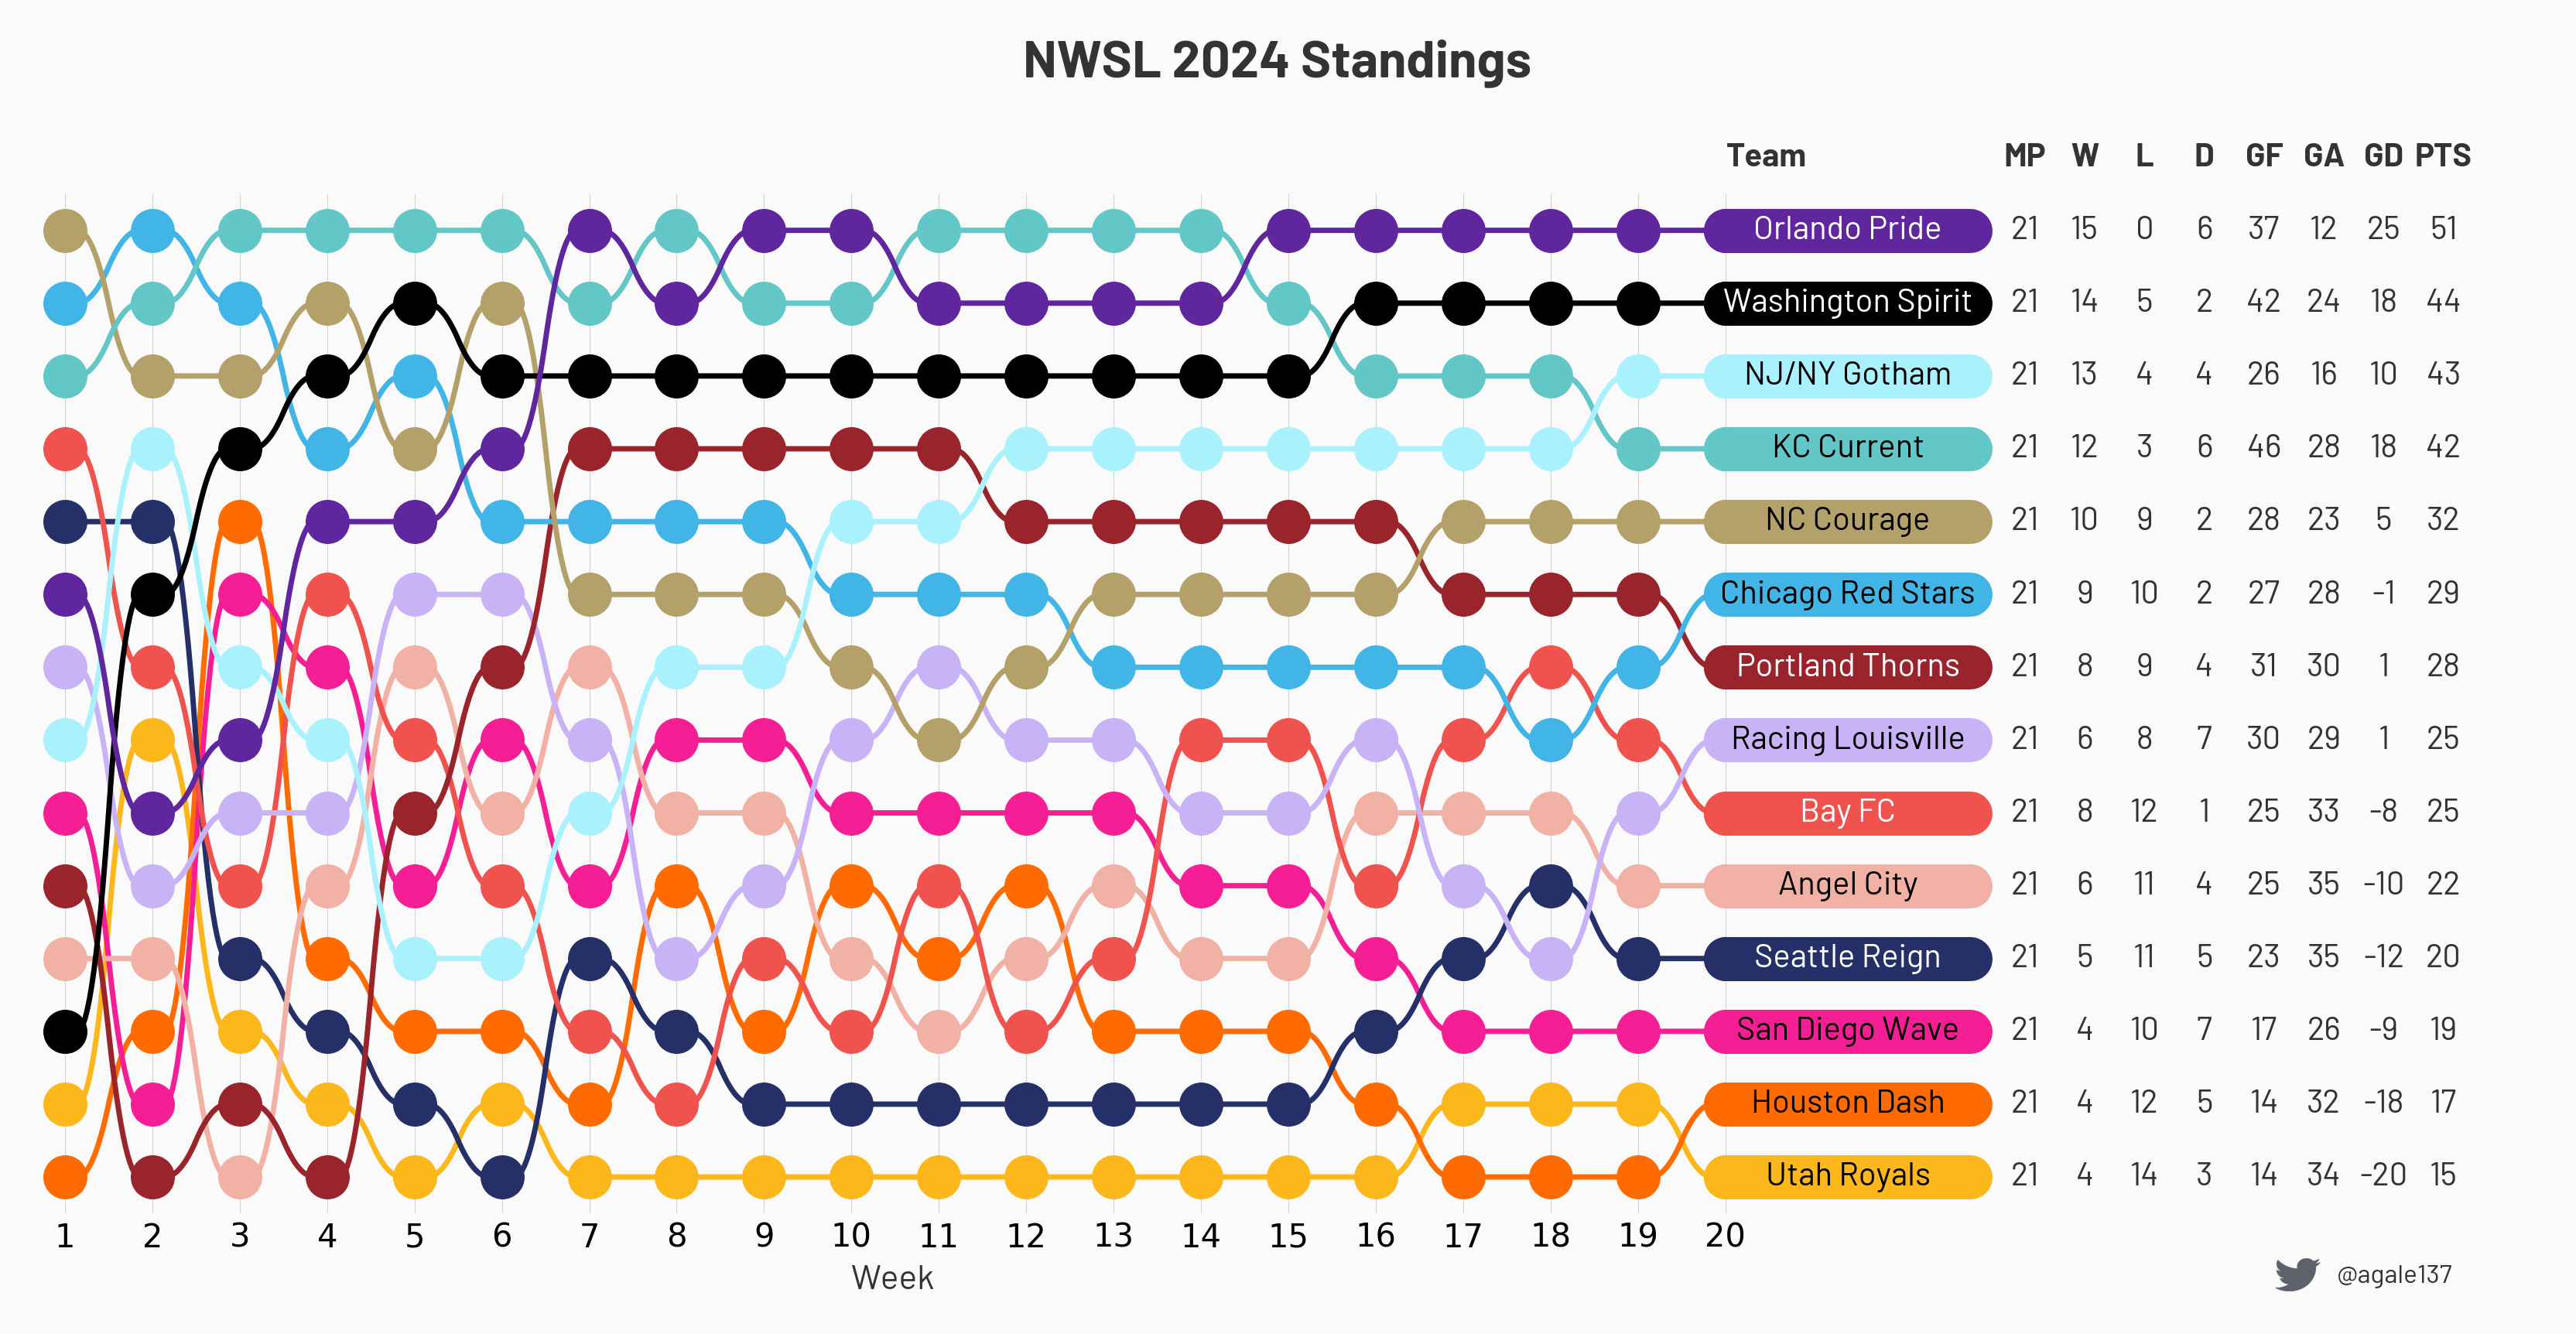 NWSL 2024 Standings
Team MP W L D GF GA GD PTS
Orlando Pride 21 15 0 6 37 12 25 51
Washington Spirit 21 14 5 2 42 24 18 44
NJ/NY Gotham 21 13 4 4 26 16 10 43
KC Current 21 12 3 6 46 28 18 42
NC Courage 21 10 9 2 28 23 5 32
Chicago Red Stars 21 9 10 2 27 28 -1 29
Portland Thorns 21 8 9 4 31 30 1 28
Racing Louisville 21 6 8 7 30 29 1 25
Bay FC 21 8 12 1 25 33 -8 25
Angel City 21 6 11 4 25 35 -10 22
Seattle Reign 21 5 11 5 23 35 -12 20
San Diego Wave 21 4 10 7 17 26 -9 19
Houston Dash 21 4 12 5 14 32 -18 17
Utah Royals 21 4 14 3 14 34 -20 15
1 2 3 4 5 6 7 8 9 10 11 12 13 14 15 16 17 18 19 20
Week
@agale137